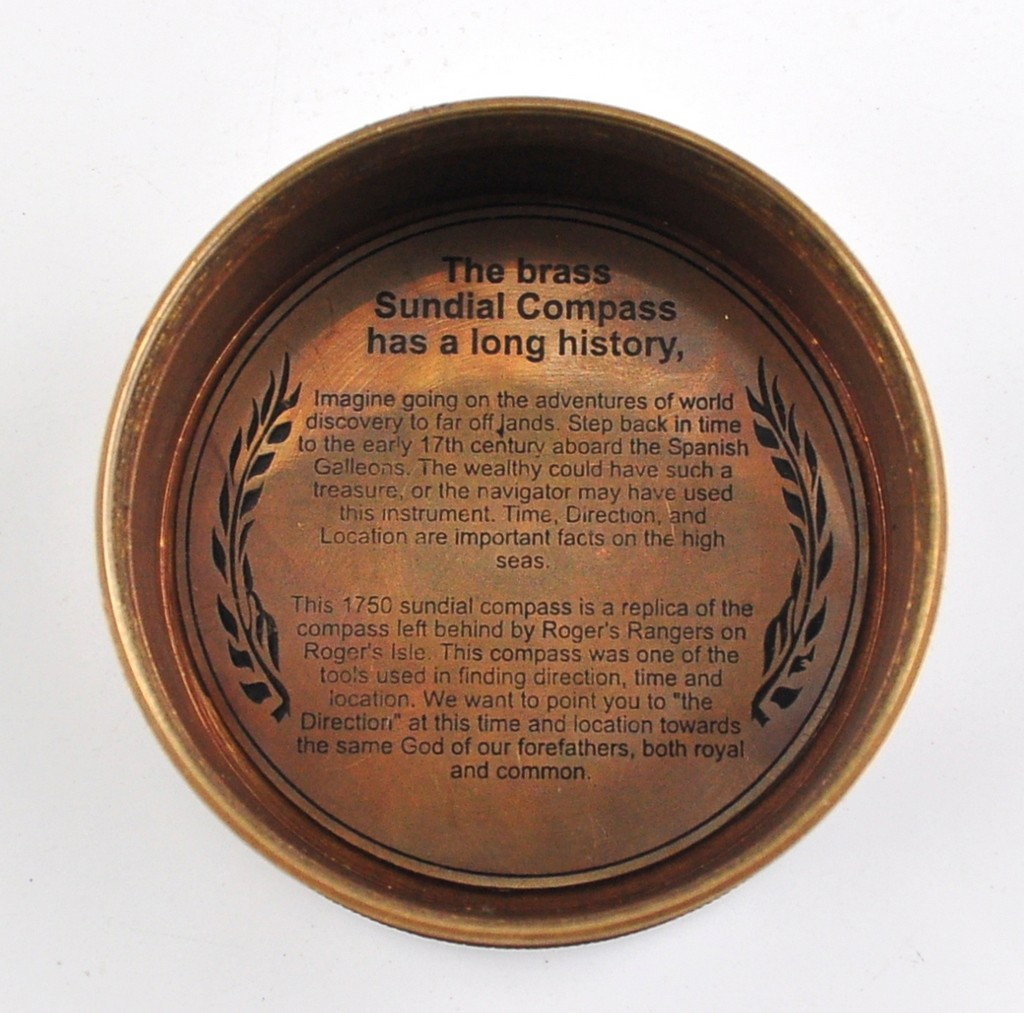 The brass
Sundial Compass
has a long history,
Imagine going on the adventures of world
discovery to far off lands. Step back in time
to the early 17th century aboard the Spanish
Galleons. The wealthy could have such a
treasure, or the navigator may have used
this instrument. Time, Direction, and
Location are important facts on the high
seas.
This 1750 sundial compass is a replica of the
compass left behind by Roger's Rangers on
Roger's Isle. This compass was one of the
tools used in finding direction, time and
location. We want to point you to "the
Direction" at this time and location towards
the same God of our forefathers, both royal
and common.